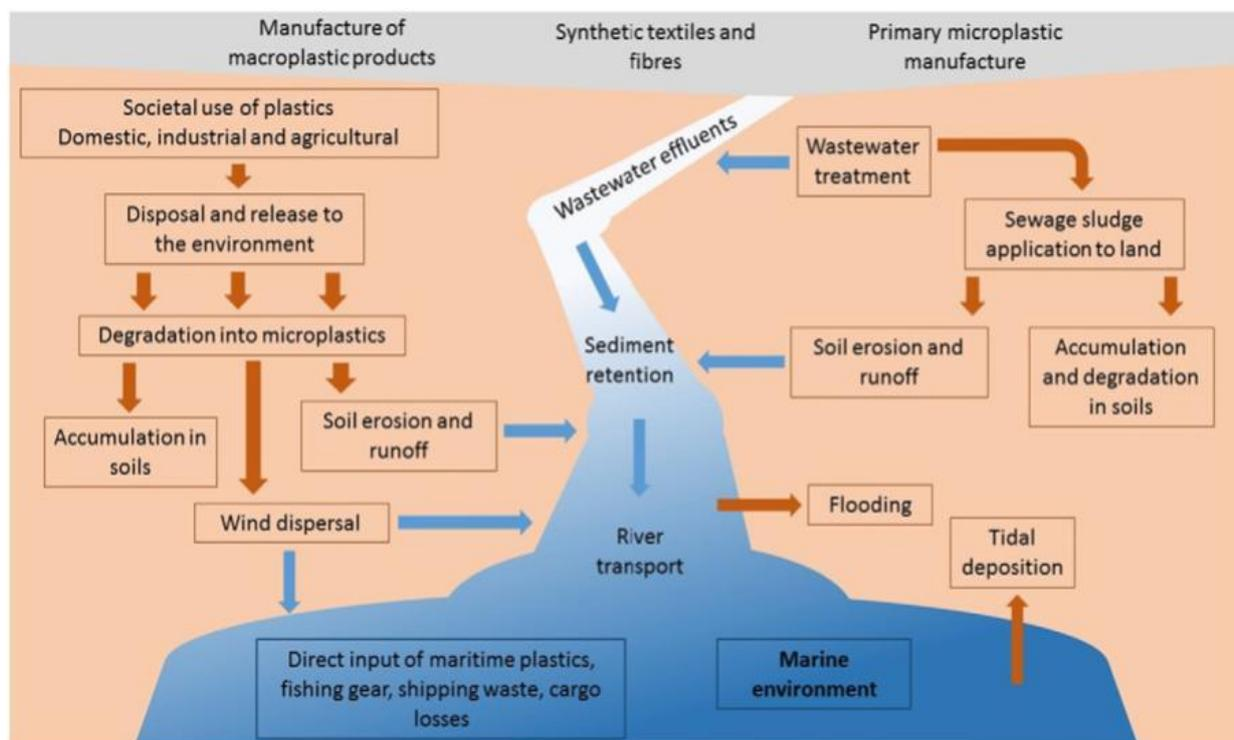 Manufacture of
macroplastic products
Synthetic textiles and
fibres
Primary microplastic
manufacture
Societal use of plastics
Domestic, industrial and agricultural
Disposal and release to
the environment
Degradation into microplastics
Accumulation in
soils
Soil erosion and
runoff
Wind dispersal
Wastewater effluents
Sediment
retention
River
transport
Wastewater
treatment
Sewage sludge
application to land
Soil erosion and
runoff
Accumulation
and degradation
in soils
Flooding
Tidal
deposition
Direct input of maritime plastics,
fishing gear, shipping waste, cargo
losses
Marine
environment